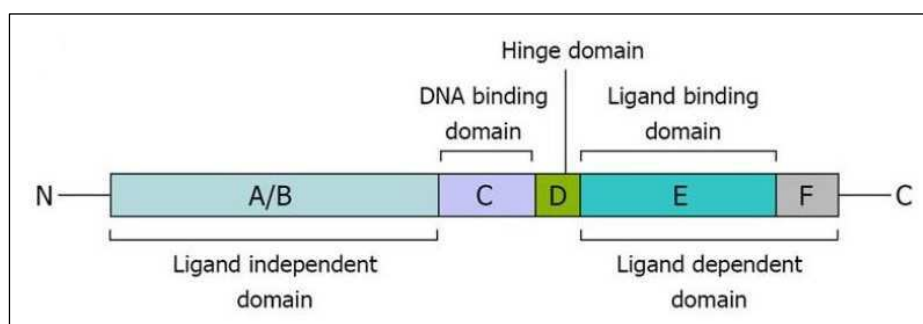 Hinge domain
DNA binding
domain
Ligand binding
domain
N
A/B
C
D
E
F
C
Ligand independent
domain
Ligand dependent
domain